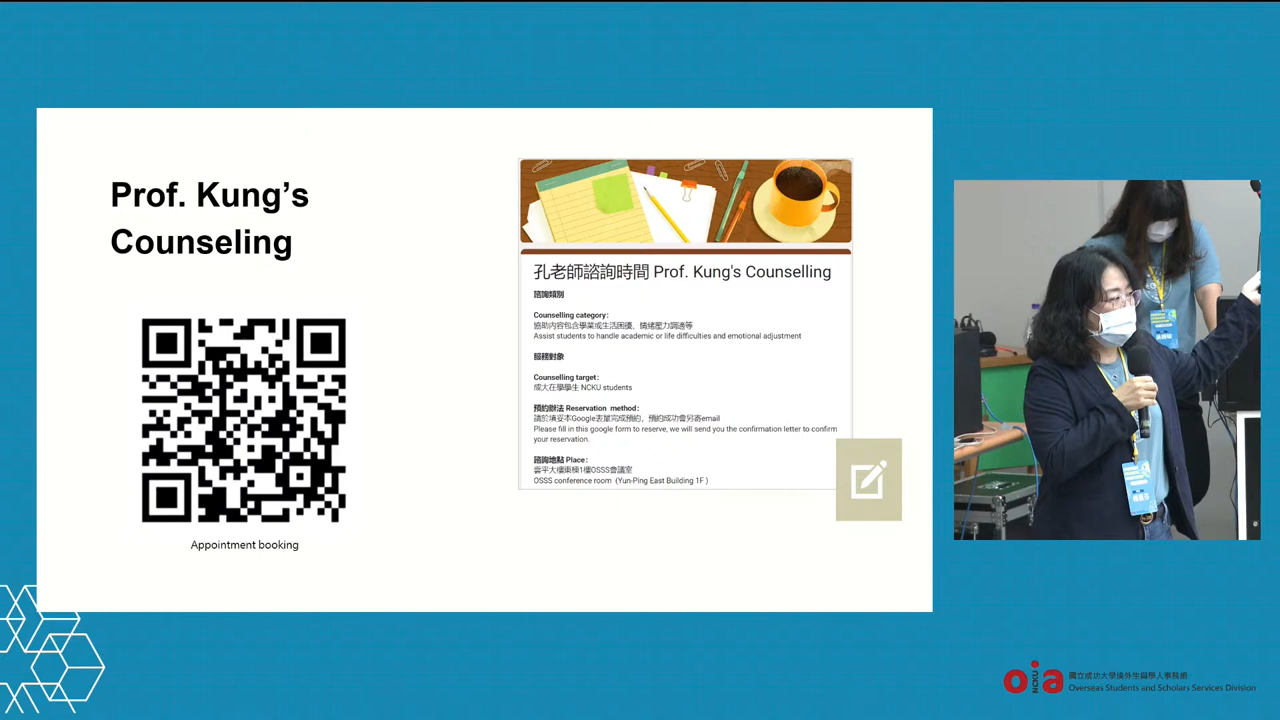 Prof. Kung’s
Counseling
Appointment booking
孔老師諮詢時間 Prof. Kung's Counselling
諮詢類別
Counselling category：
協助內容包含學業或生活困擾、情緒壓力調適等
Assist students to handle academic or life difficulties and emotional adjustment
服務對象
Counselling target：
成大在學學生 NCKU students
預約辦法 Reservation method：
請於填妥本Google表單完成預約，預約成功會另寄email
Please fill in this google form to reserve, we will send you the confirmation letter to confirm
your reservation.
諮詢地點 Place：
雲平大樓東棟1樓OSSS會議室
OSSS conference room (Yun-Ping East Building 1F )
NCKU
oia
國立成功大學境外生與學人事務組
Overseas Students and Scholars Services Division